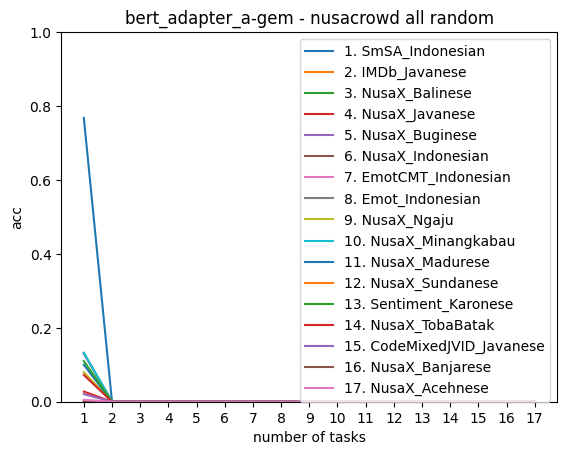 bert_adapter_a-gem - nusacrowd all random
1.0
0.8
0.6
0.4
0.2
0.0
acc
1. SmSA_Indonesian
2. IMDb_Javanese
3. NusaX_Balinese
4. NusaX_Javanese
5. NusaX_Buginese
6. NusaX_Indonesian
7. EmotCMT_Indonesian
8. Emot_Indonesian
9. NusaX_Ngaju
10. NusaX_Minangkabau
11. NusaX_Madurese
12. NusaX_Sundanese
13. Sentiment_Karonese
14. NusaX_TobaBatak
15. CodeMixedJVID_Javanese
16. NusaX_Banjarese
17. NusaX_Acehnese
1 2 3 4 5 6 7 8 9 10 11 12 13 14 15 16 17
number of tasks